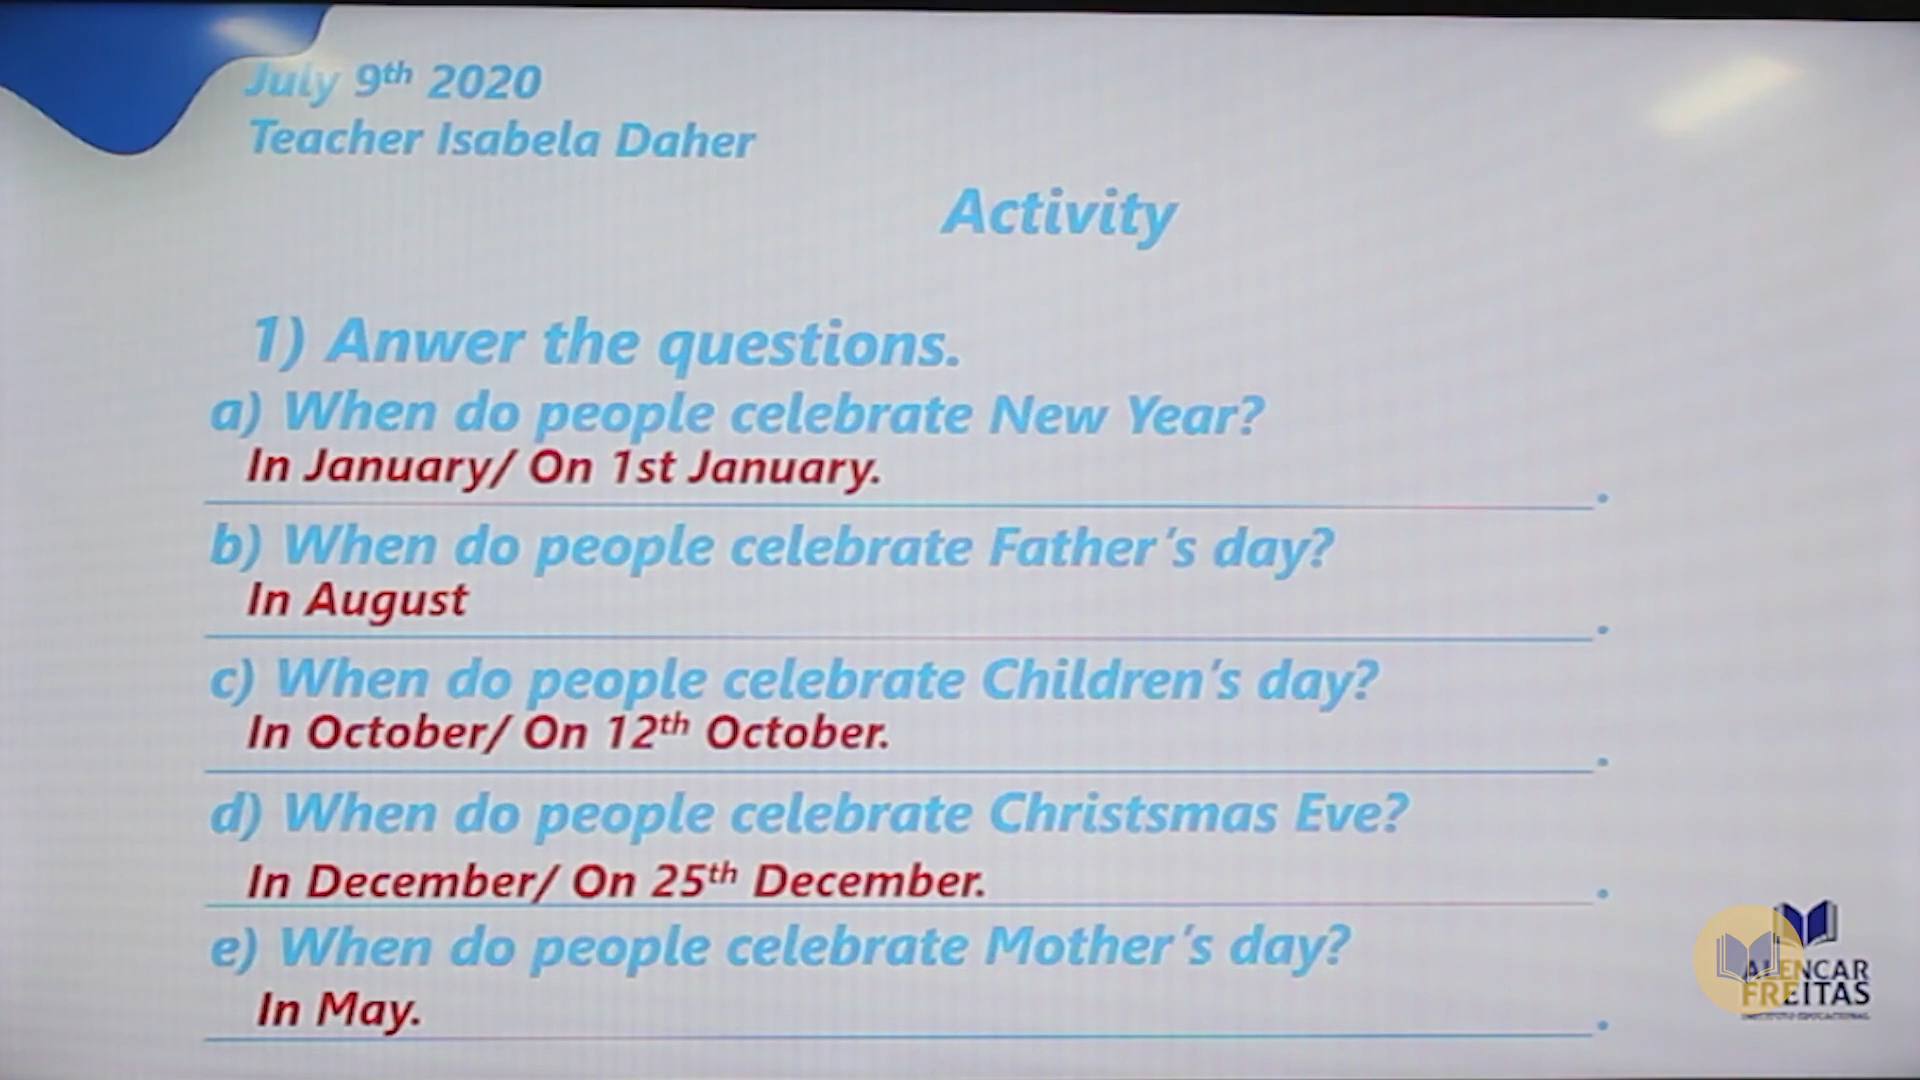 July 9th 2020
Teacher Isabela Daher
Activity
1) Anwer the questions.
a) When do people celebrate New Year?
In January/ On 1st January.
b) When do people celebrate Father's day?
In August
c) When do people celebrate Children's day?
In October/ On 12th October.
d) When do people celebrate Christsmas Eve?
In December/ On 25th December.
e) When do people celebrate Mother's day?
In May.
ALENCAR
FREITAS